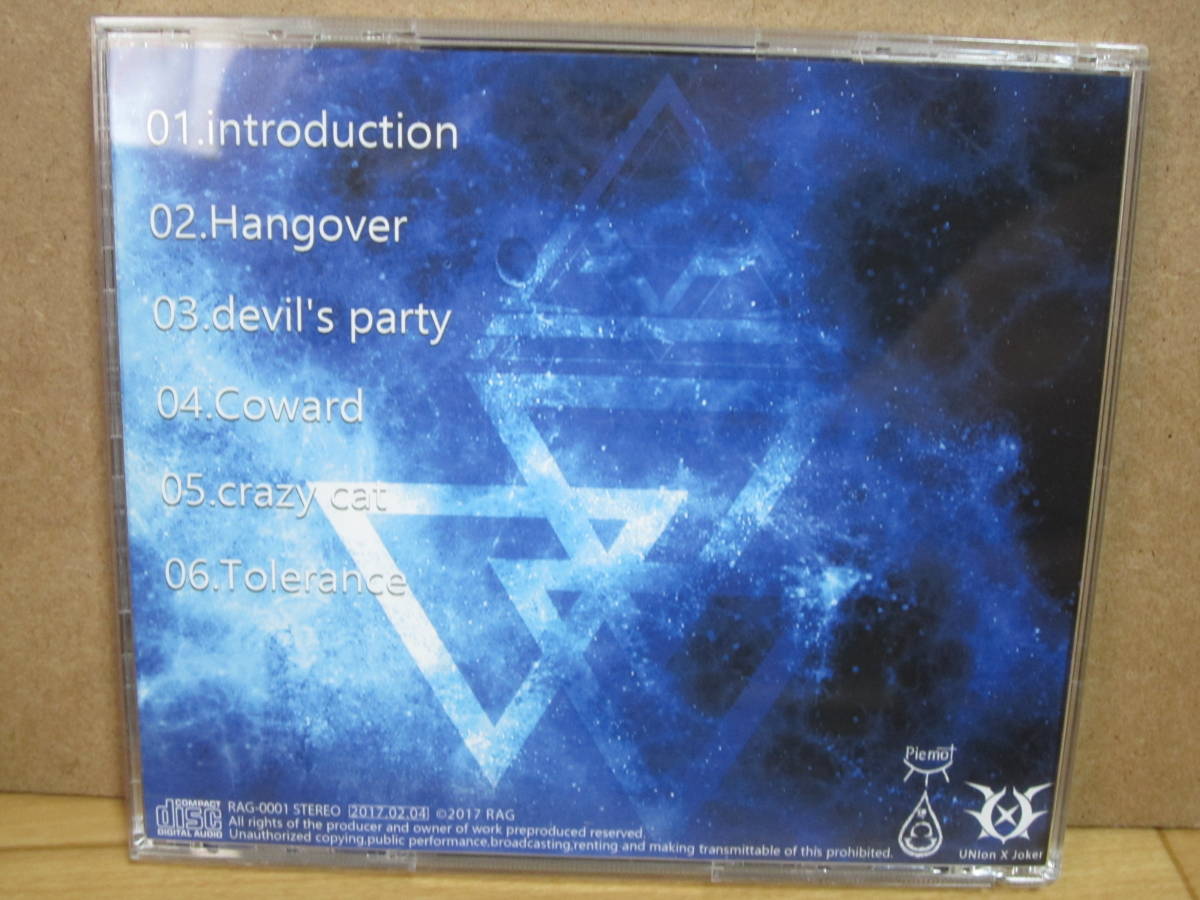 01.introduction
02.Hangover
03.devil's party
04.Coward
05.crazy cat
06.Tolerance
COMPACT
disc
DIGITAL AUDIO
RAG-0001 STEREO 2017.02.04 ©2017 RAG
All rights of the producer and owner of work preproduced reserved.
Unauthorized copying,public performance,broadcasting,renting and making transmittable of this prohibited.
Piemot
UNIon X Joker